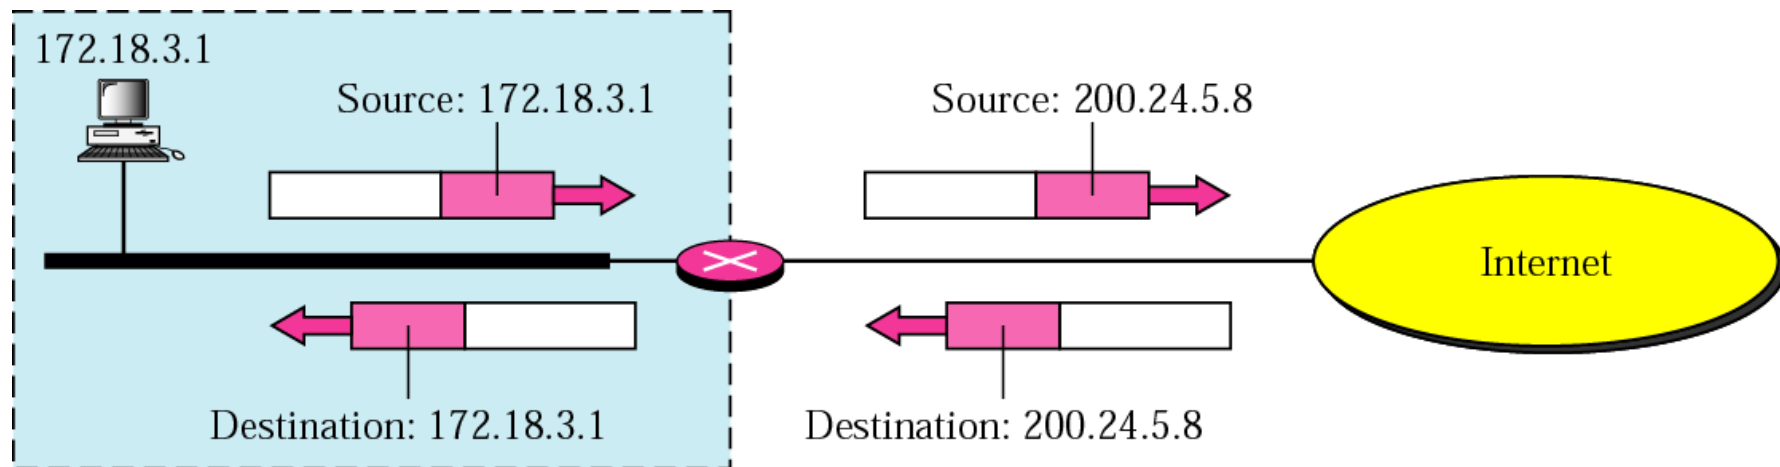 172.18.3.1
Source: 172.18.3.1
Source: 200.24.5.8
Internet
Destination: 172.18.3.1
Destination: 200.24.5.8